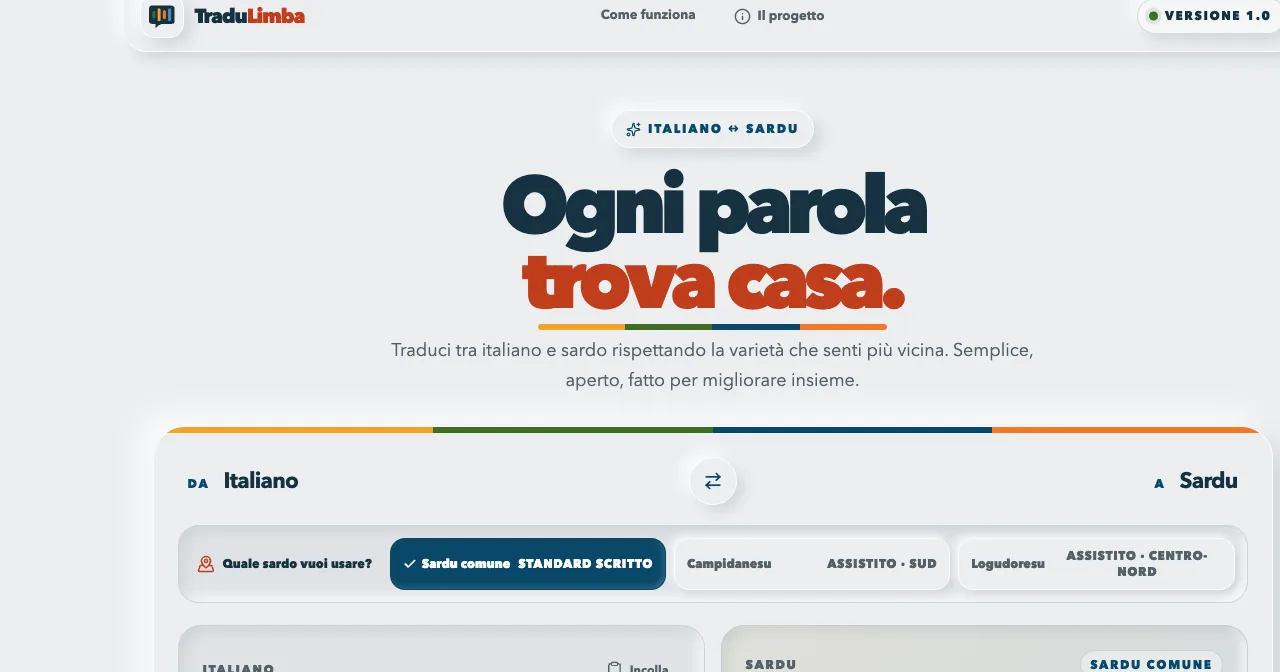 TraduLimba
Come funziona
Il progetto
VERSIONE 1.0
ITALIANO ↔ SARDU
Ogni parola
trova casa.
Traduci tra italiano e sardo rispettando la varietà che senti più vicina. Semplice,
aperto, fatto per migliorare insieme.
DA Italiano
A Sardu
Quale sardo vuoi usare?
Sardu comune STANDARD SCRITTO
Campidanesu ASSISTITO · SUD
Logudoresu ASSISTITO · CENTRO-
NORD
ITALIANO
Incolla
SARDU
SARDU COMUNE